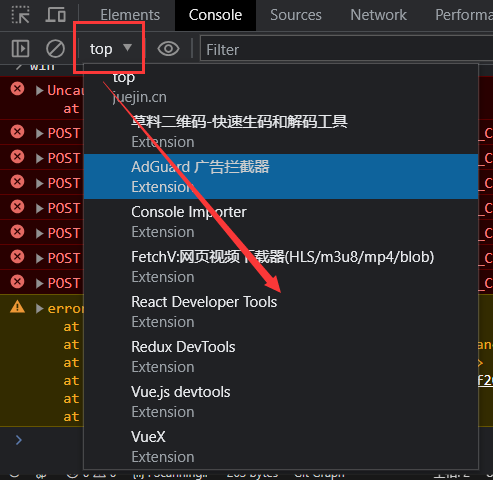 Elements Console Sources Network Performa
top Filter
win
top
juejin.cn
草料二维码-快速生码和解码工具
Extension
AdGuard 广告拦截器
Extension
Console Importer
Extension
FetchV:网页视频下载器(HLS/m3u8/mp4/blob)
Extension
React Developer Tools
Extension
Redux DevTools
Extension
Vue.js devtools
Extension
VueX
Extension
Uncau
at
POST
POST
POST
POST
POST
POST
POST
error
at
at
at
at
at